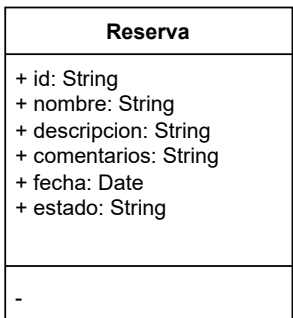 Reserva
+ id: String
+ nombre: String
+ descripcion: String
+ comentarios: String
+ fecha: Date
+ estado: String
-